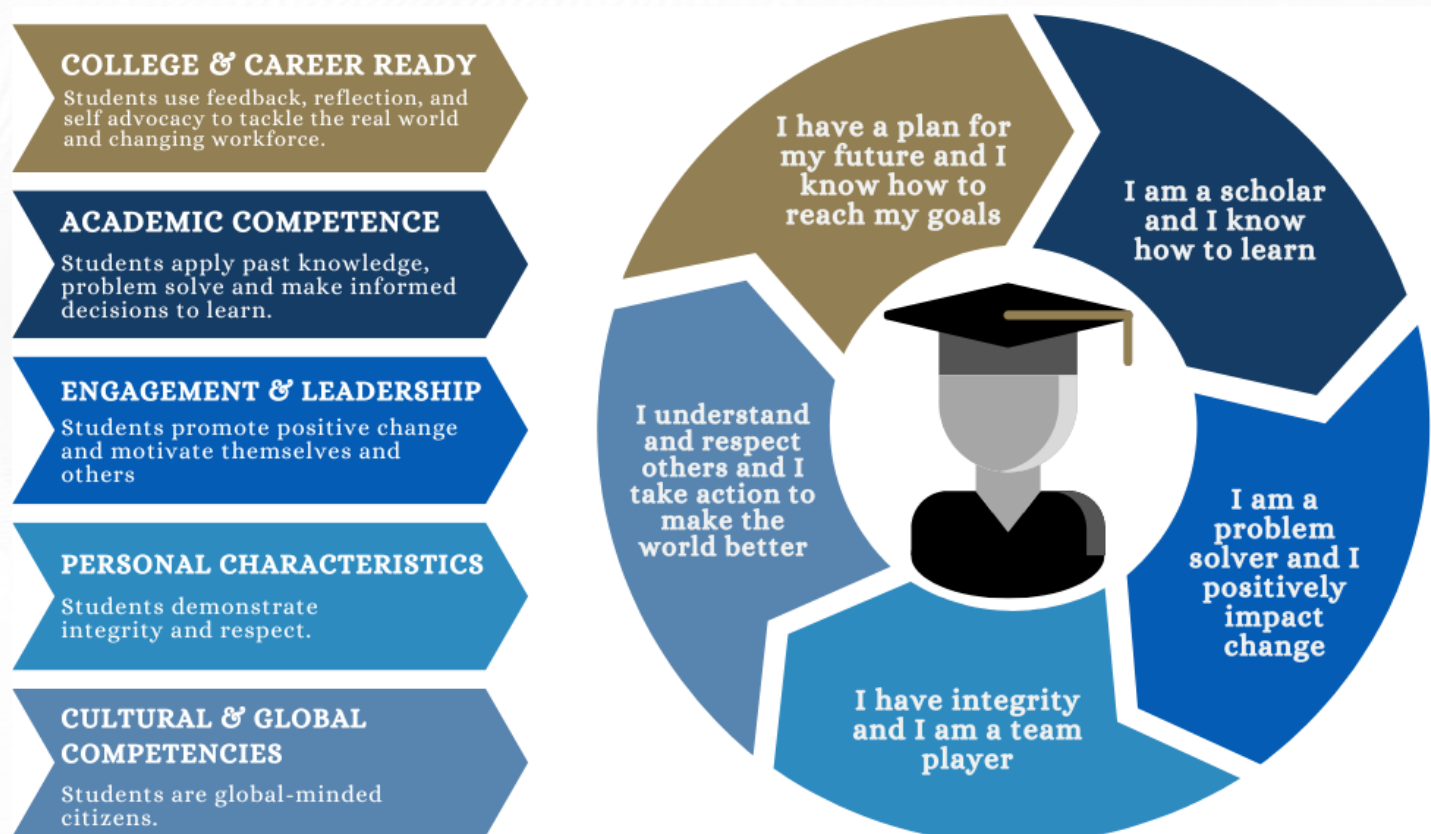 COLLEGE & CAREER READY
Students use feedback, reflection, and
self advocacy to tackle the real world
and changing workforce.
ACADEMIC COMPETENCE
Students apply past knowledge,
problem solve and make informed
decisions to learn.
ENGAGEMENT & LEADERSHIP
Students promote positive change
and motivate themselves and
others
PERSONAL CHARACTERISTICS
Students demonstrate
integrity and respect.
CULTURAL & GLOBAL
COMPETENCIES
Students are global-minded
citizens.
I have a plan for
my future and I
know how to
reach my goals
I am a scholar
and I know
how to learn
I am a
problem
solver and I
positively
impact
change
I have integrity
and I am a team
player
I understand
and respect
others and I
take action to
make the
world better